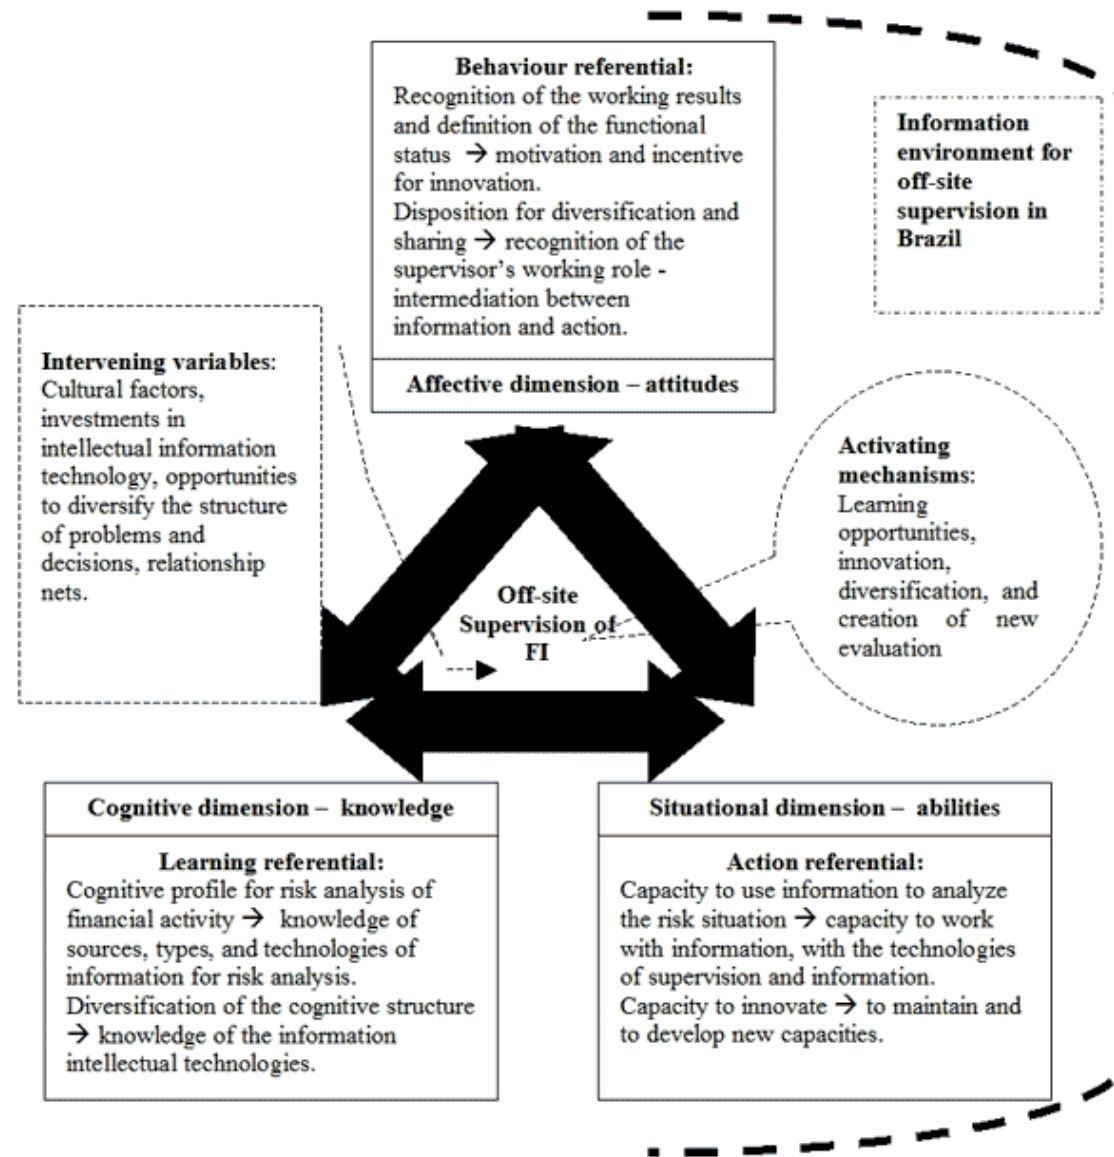 Behaviour referential:
Recognition of the working results
and definition of the functional
status → motivation and incentive
for innovation.
Disposition for diversification and
sharing → recognition of the
supervisor's working role -
intermediation between
information and action.
Affective dimension – attitudes
Information
environment for
off-site
supervision in
Brazil
Intervening variables:
Cultural factors,
investments in
intellectual information
technology, opportunities
to diversify the structure
of problems and
decisions, relationship
nets.
Activating
mechanisms:
Learning
opportunities,
innovation,
diversification, and
creation of new
evaluation
Off-site
Supervision of
FI
Cognitive dimension – knowledge
Learning referential:
Cognitive profile for risk analysis of
financial activity → knowledge of
sources, types, and technologies of
information for risk analysis.
Diversification of the cognitive structure
→ knowledge of the information
intellectual technologies.
Situational dimension – abilities
Action referential:
Capacity to use information to analyze
the risk situation → capacity to work
with information, with the technologies
of supervision and information.
Capacity to innovate → to maintain and
to develop new capacities.